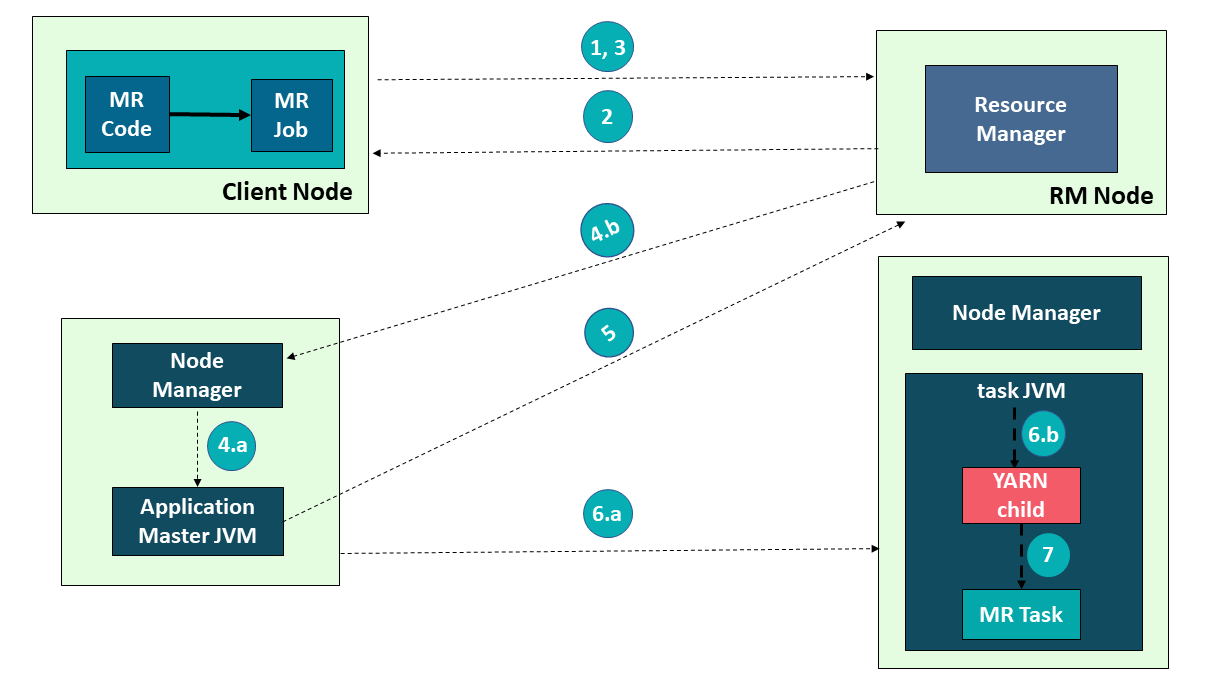 MR
Code
MR
Job
Client Node
1, 3
2
Resource
Manager
RM Node
4.b
5
Node
Manager
4.a
Application
Master JVM
6.a
Node Manager
task JVM
6.b
YARN
child
7
MR Task